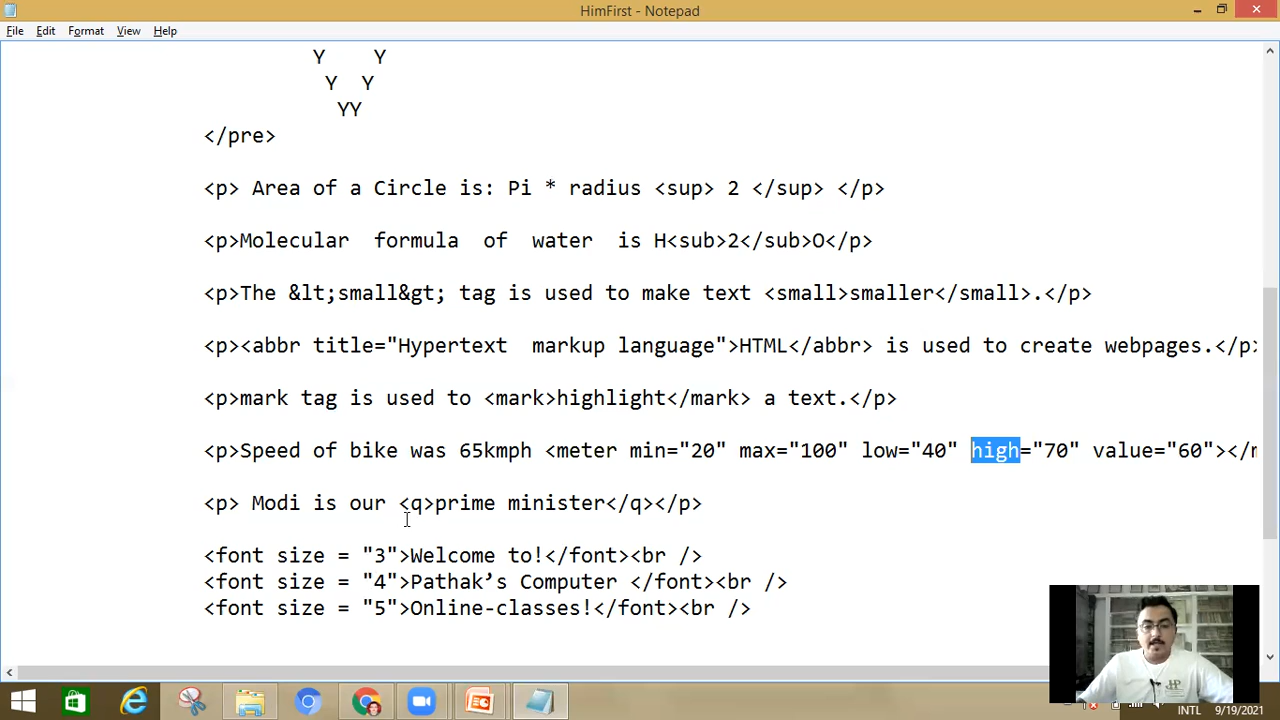 HimFirst - Notepad
File Edit Format View Help
Y Y
Y Y
YY
</pre>
<p> Area of a Circle is: Pi * radius <sup> 2 </sup> </p>
<p>Molecular formula of water is H<sub>2</sub>O</p>
<p>The &lt;small&gt; tag is used to make text <small>smaller</small>.</p>
<p><abbr title="Hypertext markup language">HTML</abbr> is used to create webpages.</p>
<p>mark tag is used to <mark>highlight</mark> a text.</p>
<p>Speed of bike was 65kmph <meter min="20" max="100" low="40" high="70" value="60"></m
<p> Modi is our <q>prime minister</q></p>
<font size = "3">Welcome to!</font><br />
<font size = "4">Pathak’s Computer </font><br />
<font size = "5">Online-classes!</font><br />
INTL 9/19/2021